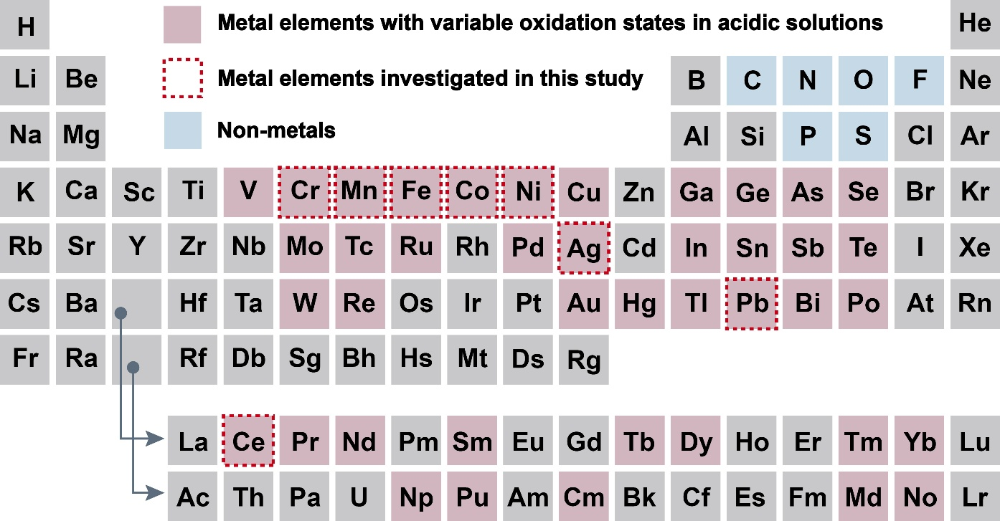 H Metal elements with variable oxidation states in acidic solutions He
Li Be Metal elements investigated in this study B C N O F Ne
Na Mg Non-metals Al Si P S Cl Ar
K Ca Sc Ti V Cr Mn Fe Co Ni Cu Zn Ga Ge As Se Br Kr
Rb Sr Y Zr Nb Mo Tc Ru Rh Pd Ag Cd In Sn Sb Te I Xe
Cs Ba Hf Ta W Re Os Ir Pt Au Hg Tl Pb Bi Po At Rn
Fr Ra Rf Db Sg Bh Hs Mt Ds Rg
La Ce Pr Nd Pm Sm Eu Gd Tb Dy Ho Er Tm Yb Lu
Ac Th Pa U Np Pu Am Cm Bk Cf Es Fm Md No Lr